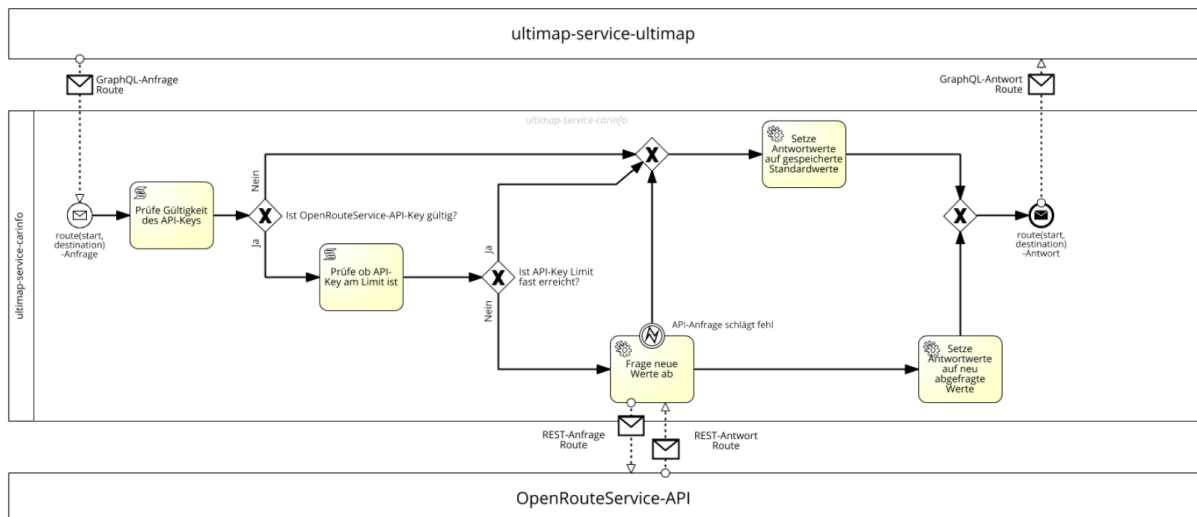 ultimap-service-ultimap
GraphQL-Anfrage
Route
GraphQL-Antwort
Route
ultimap-service-carinfo
ultimap-service-carinfo
route(start,
destination)
-Anfrage
Prüfe Gültigkeit
des API-Keys
Nein
Ja
Ist OpenRouteService-API-Key gültig?
Prüfe ob API-
Key am Limit ist
Ja
Nein
Ist API-Key Limit
fast erreicht?
Setze
Antwortwerte
auf gespeicherte
Standardwerte
API-Anfrage schlägt fehl
Frage neue
Werte ab
Setze
Antwortwerte
auf neu
abgefragte
Werte
route(start,
destination)
-Antwort
REST-Anfrage
Route
REST-Antwort
Route
OpenRouteService-API